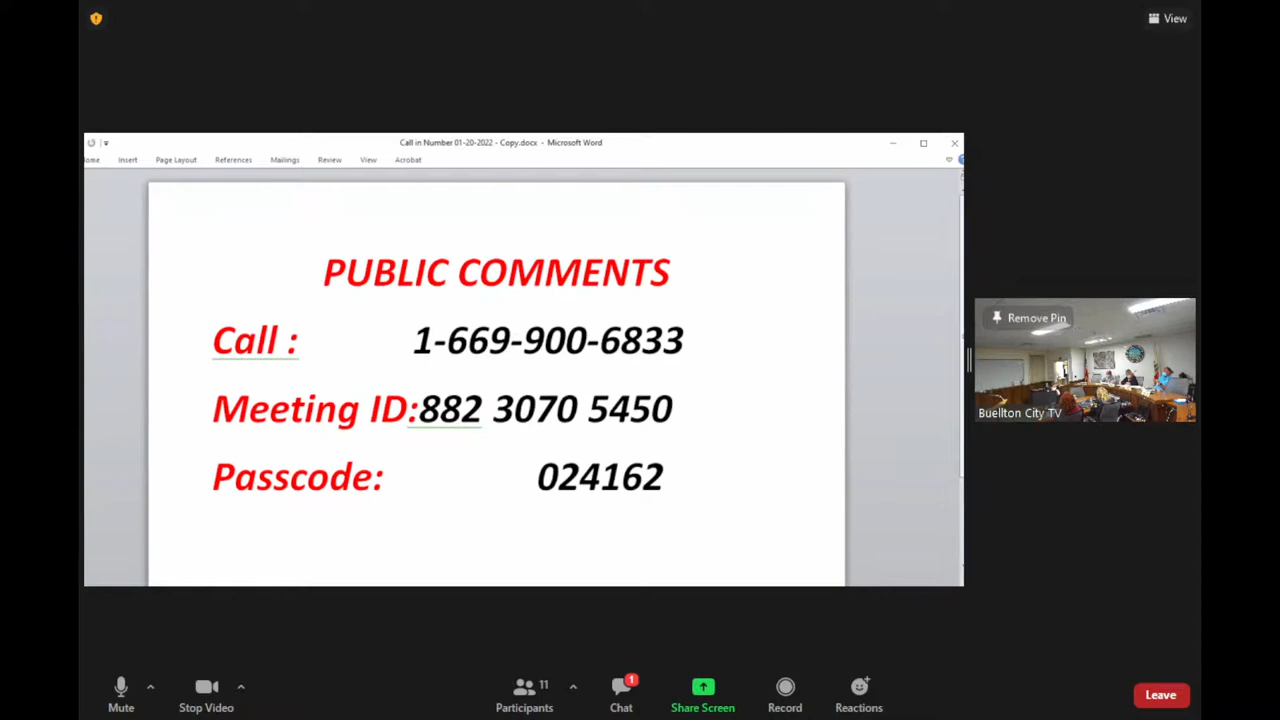 View
Call in Number 01-20-2022 - Copy.docx - Microsoft Word
ome Insert Page Layout References Mailings Review View Acrobat
PUBLIC COMMENTS
Call : 1-669-900-6833
Meeting ID:882 3070 5450
Passcode: 024162
Remove Pin
Buellton City TV
11
1
Mute Stop Video Participants Chat Share Screen Record Reactions Leave